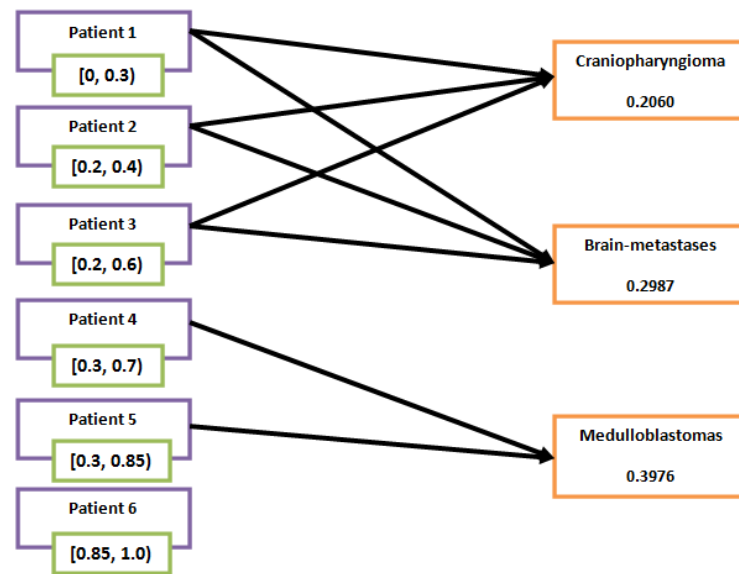 Patient 1
[0, 0.3)
Patient 2
[0.2, 0.4)
Patient 3
[0.2, 0.6)
Patient 4
[0.3, 0.7)
Patient 5
[0.3, 0.85)
Patient 6
[0.85, 1.0)
Craniopharyngioma
0.2060
Brain-metastases
0.2987
Medulloblastomas
0.3976